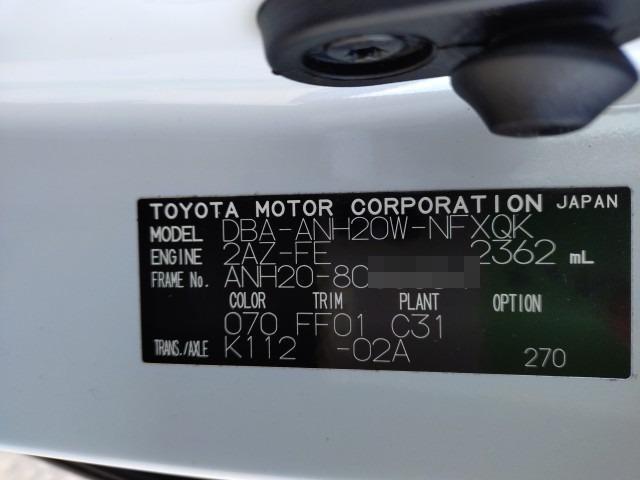 TOYOTA MOTOR CORPORATION JAPAN
MODEL DBA-ANH20W-NFXQK
ENGINE 2AZ-FE 2362 mL
FRAME No. ANH20-80
COLOR TRIM PLANT OPTION
070 FF01 C31
TRANS./AXLE K112 -02A 270